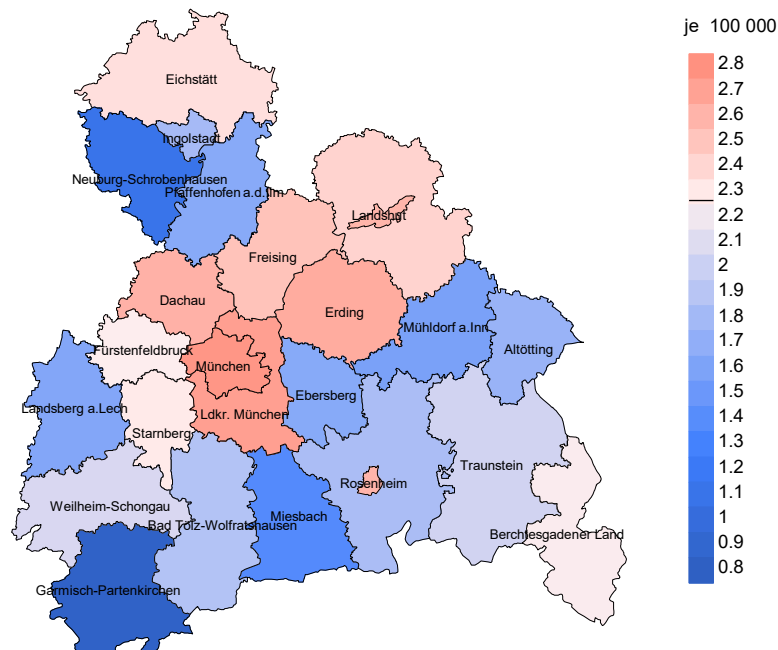 je 100 000
2.8
2.7
2.6
2.5
2.4
2.3
2.2
2.1
2
1.9
1.8
1.7
1.6
1.5
1.4
1.3
1.2
1.1
1
0.9
0.8
Eichstätt
Ingolstadt
Neuburg-Schrobenhausen
Pfaffenhofen a.d.Ilm
Landshut
Freising
Dachau
Erding
Mühldorf a.Inn
Altötting
Fürstenfeldbruck
München
Ebersberg
Landsberg a.Lech
Ldkr. München
Starnberg
Traunstein
Rosenheim
Weilheim-Schongau
Miesbach
Bad Tölz-Wolfratshausen
Berchtesgadener Land
Garmisch-Partenkirchen